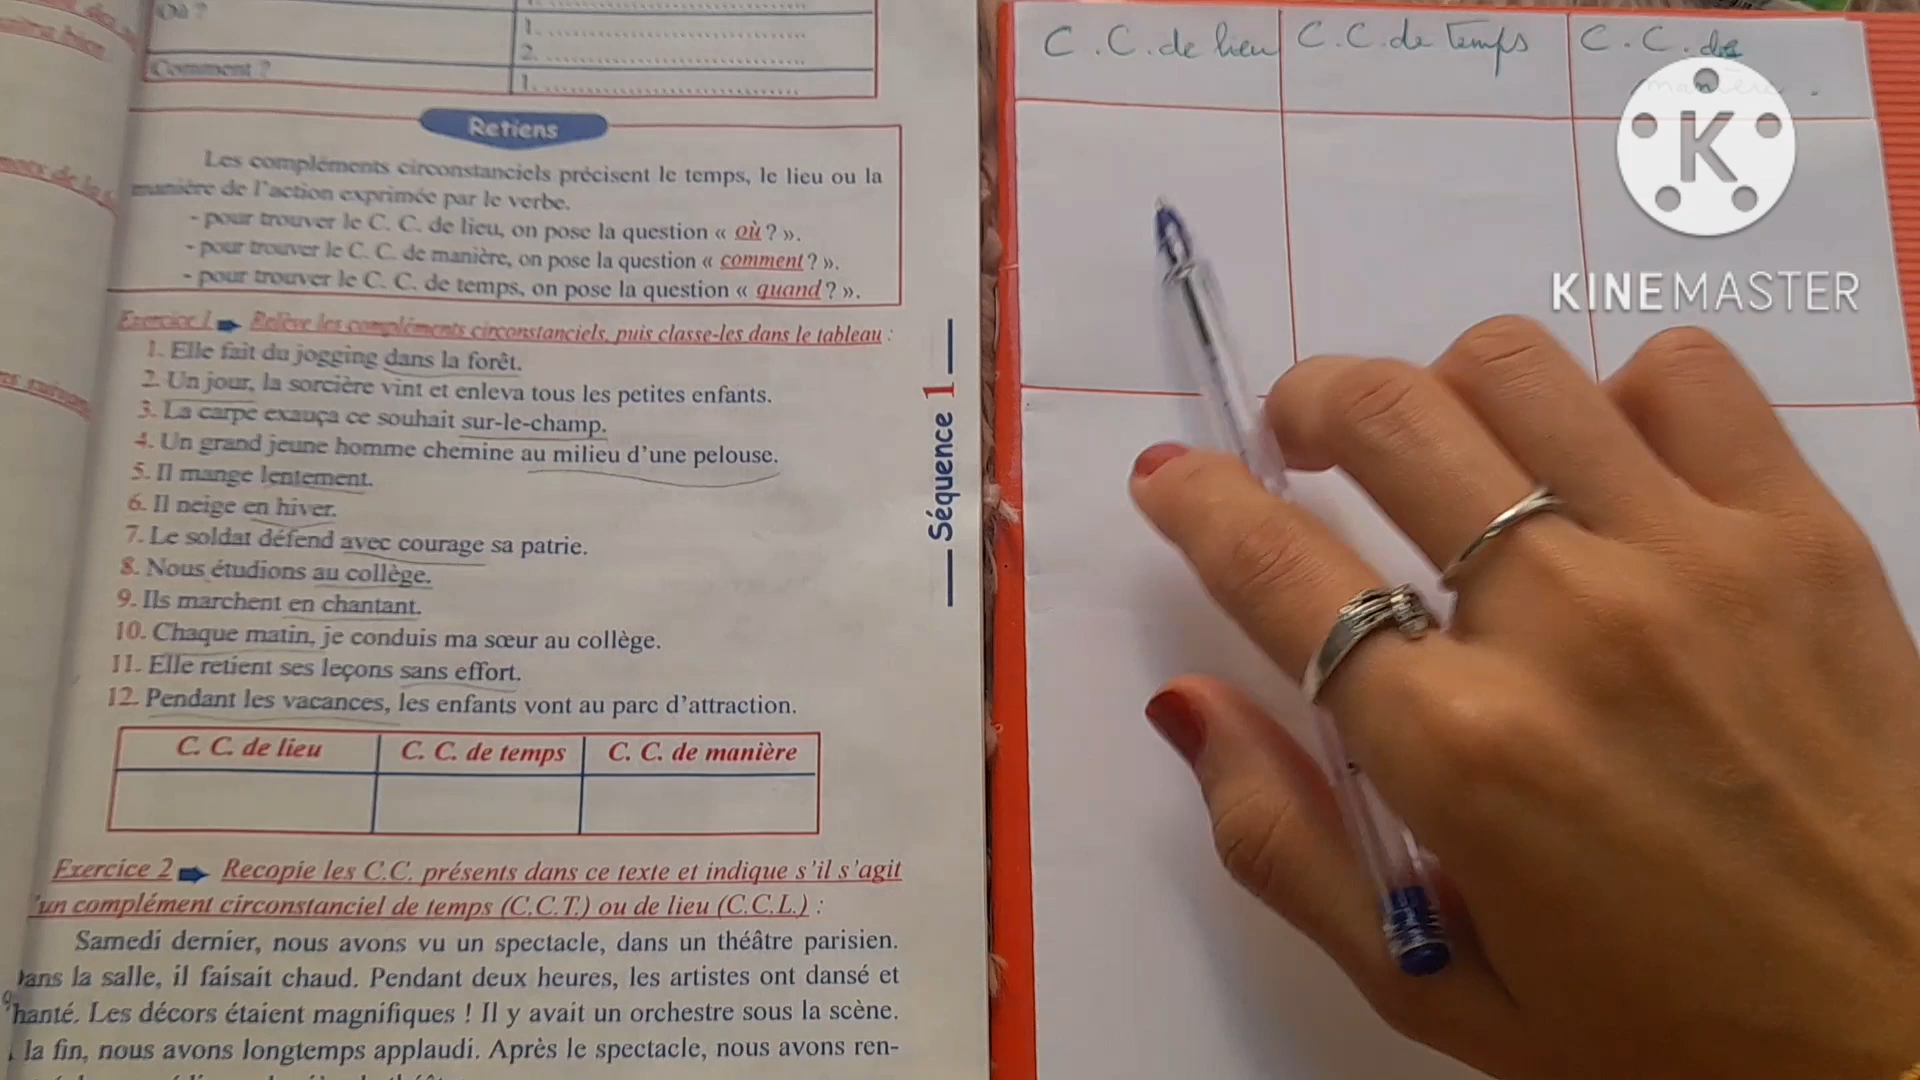 Où ?
1. ..............................
2. ..............................
Comment ?
1. ..............................
Retiens
Les compléments circonstanciels précisent le temps, le lieu ou la
manière de l'action exprimée par le verbe.
- pour trouver le C. C. de lieu, on pose la question « où ? ».
- pour trouver le C. C. de manière, on pose la question « comment ? ».
- pour trouver le C. C. de temps, on pose la question « quand ? ».
Exercice 1 Relève les compléments circonstanciels, puis classe-les dans le tableau :
1. Elle fait du jogging dans la forêt.
2. Un jour, la sorcière vint et enleva tous les petites enfants.
3. La carpe exauça ce souhait sur-le-champ.
4. Un grand jeune homme chemine au milieu d'une pelouse.
5. Il mange lentement.
6. Il neige en hiver.
7. Le soldat défend avec courage sa patrie.
8. Nous étudions au collège.
9. Ils marchent en chantant.
10. Chaque matin, je conduis ma sœur au collège.
11. Elle retient ses leçons sans effort.
12. Pendant les vacances, les enfants vont au parc d'attraction.
C. C. de lieu C. C. de temps C. C. de manière
Exercice 2 Recopie les C.C. présents dans ce texte et indique s'il s'agit
'un complément circonstanciel de temps (C.C.T.) ou de lieu (C.C.L.) :
Samedi dernier, nous avons vu un spectacle, dans un théâtre parisien.
ans la salle, il faisait chaud. Pendant deux heures, les artistes ont dansé et
hanté. Les décors étaient magnifiques ! Il y avait un orchestre sous la scène.
la fin, nous avons longtemps applaudi. Après le spectacle, nous avons ren-
Séquence 1
C.C. de lieu C.C. de Temps C.C. de
manière
K
KINEMASTER